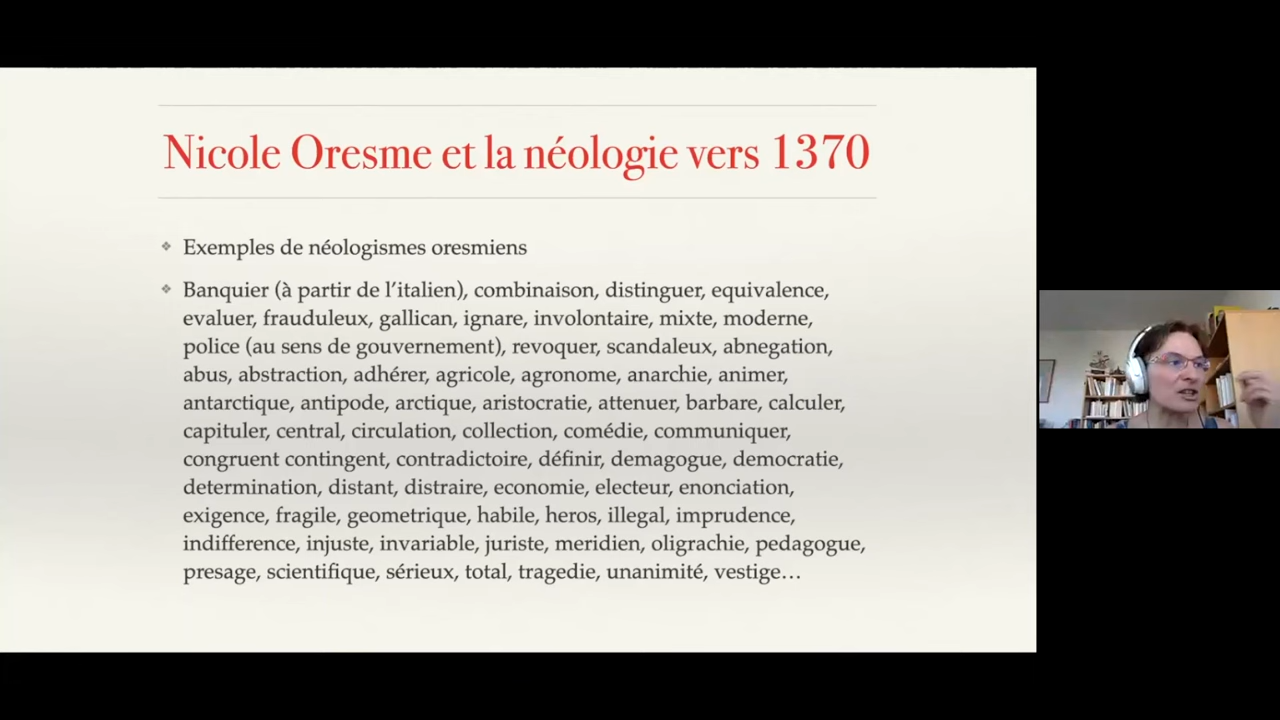 Nicole Oresme et la néologie vers 1370
❖ Exemples de néologismes oresmiens
❖ Banquier (à partir de l’italien), combinaison, distinguer, equivalence,
evaluer, frauduleux, gallican, ignare, involontaire, mixte, moderne,
police (au sens de gouvernement), revoquer, scandaleux, abnegation,
abus, abstraction, adhérer, agricole, agronome, anarchie, animer,
antarctique, antipode, arctique, aristocratie, attenuer, barbare, calculer,
capituler, central, circulation, collection, comédie, communiquer,
congruent contingent, contradictoire, définir, demagogue, democratie,
determination, distant, distraire, economie, electeur, enonciation,
exigence, fragile, geometrique, habile, heros, illegal, imprudence,
indifference, injuste, invariable, juriste, meridien, oligrachie, pedagogue,
presage, scientifique, sérieux, total, tragedie, unanimité, vestige…